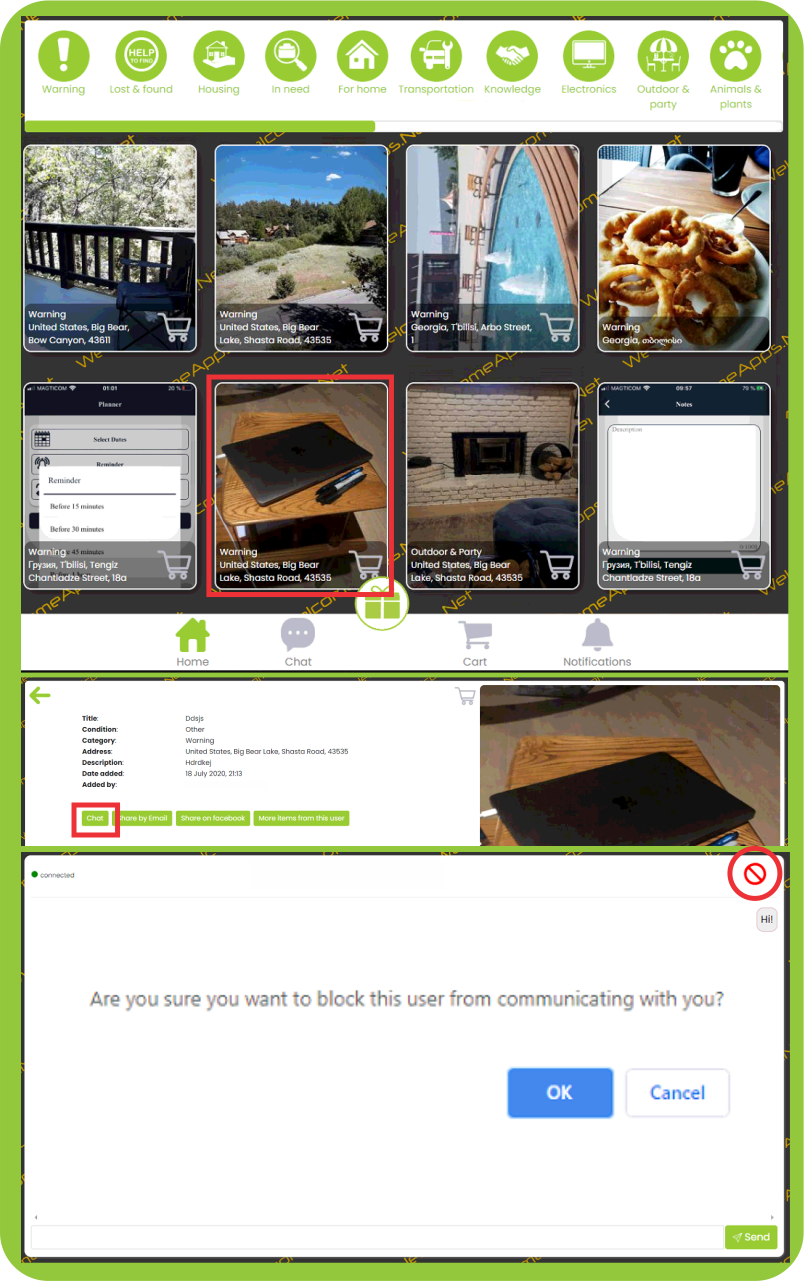 HELP
TO FIND
Warning
Lost & found
Housing
In need
For home
Transportation
Knowledge
Electronics
Outdoor &
party
Animals &
plants
Warning
United States, Big Bear,
Bow Canyon, 43611
Warning
United States, Big Bear
Lake, Shasta Road, 43535
Warning
Georgia, T'bilisi, Arbo Street,
1
Warning
Georgia, თბილისი
MAGTICOM
01:01
20 %
Planner
Select Dates
Reminder
Reminder
Before 15 minutes
Before 30 minutes
45 minutes
Warning
Грузия, T'bilisi, Tengiz
Chantladze Street, 18a
Warning
United States, Big Bear
Lake, Shasta Road, 43535
Outdoor & Party
United States, Big Bear
Lake, Shasta Road, 43535
MAGTICOM
09:57
79 %
Notes
Description
Warning
Грузия, T'bilisi, Tengiz
Chantladze Street, 18a
Home
Chat
Cart
Notifications
Title:
Ddsjs
Condition:
Other
Category:
Warning
Address:
United States, Big Bear Lake, Shasta Road, 43535
Description:
Hdrdkej
Date added:
18 July 2020, 21:13
Added by:
Chat
Share by Email
Share on facebook
More items from this user
connected
Hi!
Are you sure you want to block this user from communicating with you?
OK
Cancel
Send